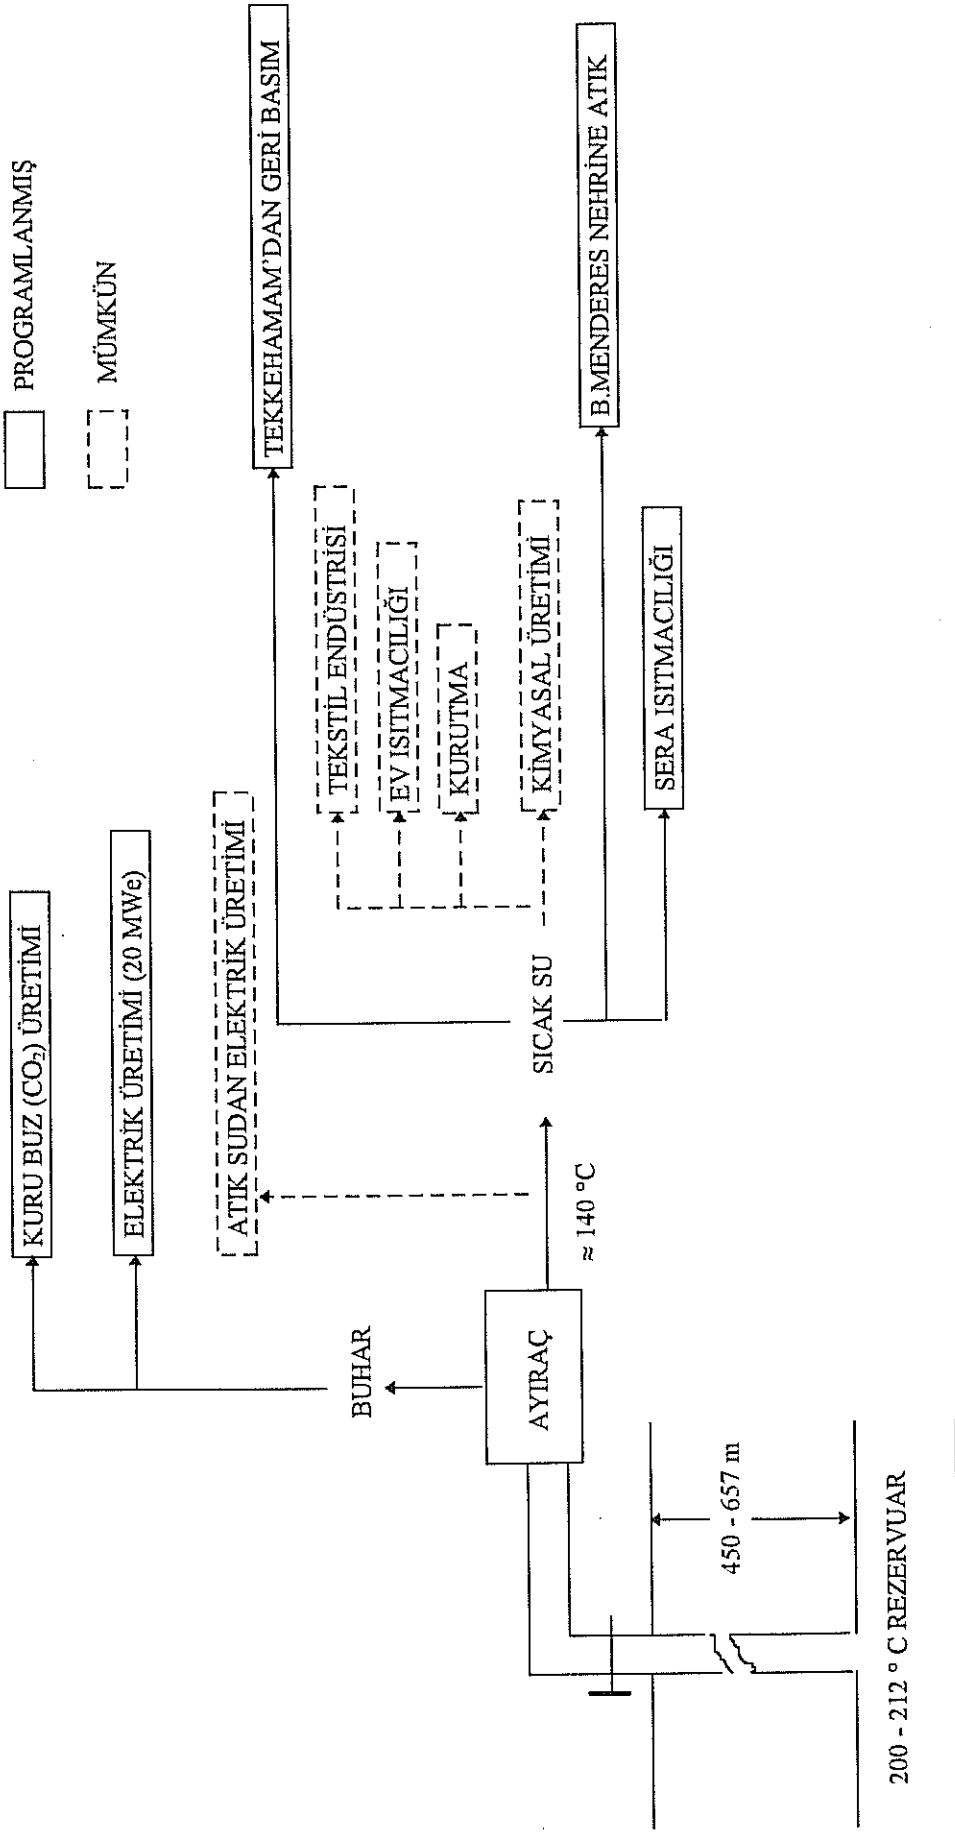 PROGRAMLANMIŞ
MÜMKÜN
KURU BUZ (CO₂) ÜRETİMİ
ELEKTRİK ÜRETİMİ (20 MWe)
ATIK SUDAN ELEKTRİK ÜRETİMİ
TEKKEHAMAM'DAN GERİ BASIM
TEKSTİL ENDÜSTRİSİ
EV ISITMACILIĞI
KURUTMA
KİMYASAL ÜRETİMİ
B.MENDERES NEHRİNE ATIK
SERA ISITMACILIĞI
BUHAR
AYIRAÇ
≈ 140 °C
SICAK SU
450 - 657 m
200 - 212 ° C REZERVUAR